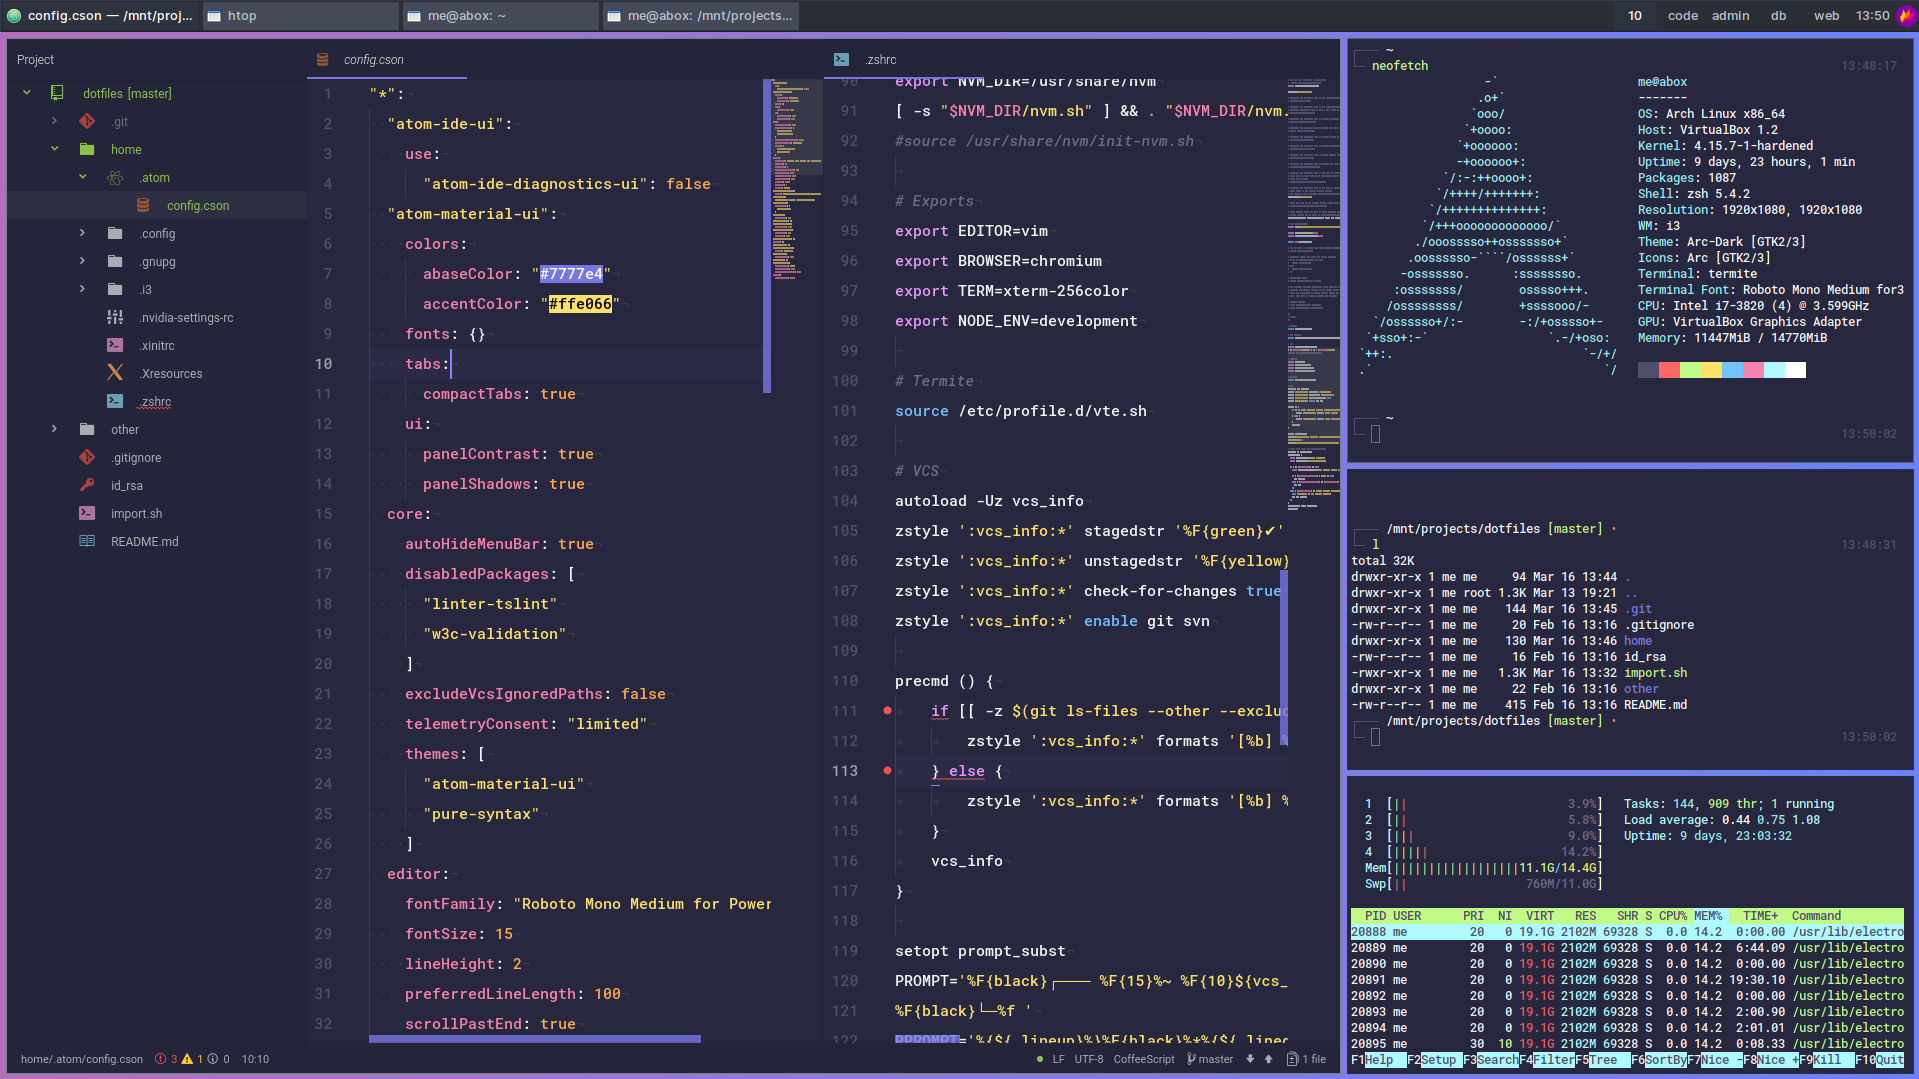 config.cson — /mnt/proj...
htop
me@abox: ~
me@abox: /mnt/projects...
10 code admin db web 13:50
Project
dotfiles [master]
.git
home
.atom
config.cson
.config
.gnupg
.i3
.nvidia-settings-rc
.xinitrc
.Xresources
.zshrc
other
.gitignore
id_rsa
import.sh
README.md
config.cson
1 "*":
2 "atom-ide-ui":
3 use:
4 "atom-ide-diagnostics-ui": false
5 "atom-material-ui":
6 colors:
7 abaseColor: "#7777e4"
8 accentColor: "#ffe066"
9 fonts: {}
10 tabs:
11 compactTabs: true
12 ui:
13 panelContrast: true
14 panelShadows: true
15 core:
16 autoHideMenuBar: true
17 disabledPackages: [
18 "linter-tslint"
19 "w3c-validation"
20 ]
21 excludeVcsIgnoredPaths: false
22 telemetryConsent: "limited"
23 themes: [
24 "atom-material-ui"
25 "pure-syntax"
26 ]
27 editor:
28 fontFamily: "Roboto Mono Medium for Power
29 fontSize: 15
30 lineHeight: 2
31 preferredLineLength: 100
32 scrollPastEnd: true
.zshrc
90 export NVM_DIR=/usr/share/nvm
91 [ -s "$NVM_DIR/nvm.sh" ] && . "$NVM_DIR/nvm.
92 #source /usr/share/nvm/init-nvm.sh
93
94 # Exports
95 export EDITOR=vim
96 export BROWSER=chromium
97 export TERM=xterm-256color
98 export NODE_ENV=development
99
100 # Termite
101 source /etc/profile.d/vte.sh
102
103 # VCS
104 autoload -Uz vcs_info
105 zstyle ':vcs_info:*' stagedstr '%F{green}✔'
106 zstyle ':vcs_info:*' unstagedstr '%F{yellow}
107 zstyle ':vcs_info:*' check-for-changes true
108 zstyle ':vcs_info:*' enable git svn
109
110 precmd () {
111 if [[ -z $(git ls-files --other --exclu
112 zstyle ':vcs_info:*' formats '[%b] %
113 } else {
114 zstyle ':vcs_info:*' formats '[%b] %
115 }
116 vcs_info
117 }
118
119 setopt prompt_subst
120 PROMPT='%F{black}┌─── %F{15}%~ %F{10}${vcs_
121 %F{black}└─%f '
122 RPROMPT='%{${_lineup}%}%F{black}%*%{${_lined
home/.atom/config.cson 3 1 0 10:10
LF UTF-8 CoffeeScript master 1 file
~
neofetch 13:48:17
-`
.o+`
`ooo/
`+oooo:
`+oooooo:
-+oooooo+:
`/:-:++oooo+:
`/++++/+++++++:
`/++++++++++++++:
`/+++ooooooooooooo/`
./ooosssso++osssssso+`
.oossssso-````/ossssss+`
-osssssso. :ssssssso.
:osssssss/ osssso+++.
/ossssssss/ +ssssooo/-
`/ossssso+/:- -:/+osssso+-
`+sso+:-` `.-/+oso:
`++:. `-/+/
.` `/
me@abox
-------
OS: Arch Linux x86_64
Host: VirtualBox 1.2
Kernel: 4.15.7-1-hardened
Uptime: 9 days, 23 hours, 1 min
Packages: 1087
Shell: zsh 5.4.2
Resolution: 1920x1080, 1920x1080
WM: i3
Theme: Arc-Dark [GTK2/3]
Icons: Arc [GTK2/3]
Terminal: termite
Terminal Font: Roboto Mono Medium for3
CPU: Intel i7-3820 (4) @ 3.599GHz
GPU: VirtualBox Graphics Adapter
Memory: 11447MiB / 14770MiB
~
13:50:02
/mnt/projects/dotfiles [master] •
l 13:48:31
total 32K
drwxr-xr-x 1 me me 94 Mar 16 13:44 .
drwxr-xr-x 1 me root 1.3K Mar 13 19:21 ..
drwxr-xr-x 1 me me 144 Mar 16 13:45 .git
-rw-r--r-- 1 me me 20 Feb 16 13:16 .gitignore
drwxr-xr-x 1 me me 130 Mar 16 13:46 home
-rw-r--r-- 1 me me 16 Feb 16 13:16 id_rsa
-rwxr-xr-x 1 me me 1.3K Mar 16 13:32 import.sh
drwxr-xr-x 1 me me 22 Feb 16 13:16 other
-rw-r--r-- 1 me me 415 Feb 16 13:16 README.md
/mnt/projects/dotfiles [master] •
13:50:02
1 [|| 3.9%]
2 [|| 5.8%]
3 [||| 9.0%]
4 [||||| 14.2%]
Mem[||||||||||||||||||11.1G/14.4G]
Swp[|| 760M/11.0G]
Tasks: 144, 909 thr; 1 running
Load average: 0.44 0.75 1.08
Uptime: 9 days, 23:03:32
PID USER PRI NI VIRT RES SHR S CPU% MEM% TIME+ Command
20888 me 20 0 19.1G 2102M 69328 S 0.0 14.2 0:00.00 /usr/lib/electro
20889 me 20 0 19.1G 2102M 69328 S 0.0 14.2 6:44.09 /usr/lib/electro
20890 me 20 0 19.1G 2102M 69328 S 0.0 14.2 0:00.00 /usr/lib/electro
20891 me 20 0 19.1G 2102M 69328 S 0.0 14.2 19:30.10 /usr/lib/electro
20892 me 20 0 19.1G 2102M 69328 S 0.0 14.2 0:00.00 /usr/lib/electro
20893 me 20 0 19.1G 2102M 69328 S 0.0 14.2 2:00.90 /usr/lib/electro
20894 me 20 0 19.1G 2102M 69328 S 0.0 14.2 2:01.01 /usr/lib/electro
20895 me 30 10 19.1G 2102M 69328 S 0.0 14.2 0:08.33 /usr/lib/electro
F1Help F2Setup F3SearchF4FilterF5Tree F6SortByF7Nice -F8Nice +F9Kill F10Quit